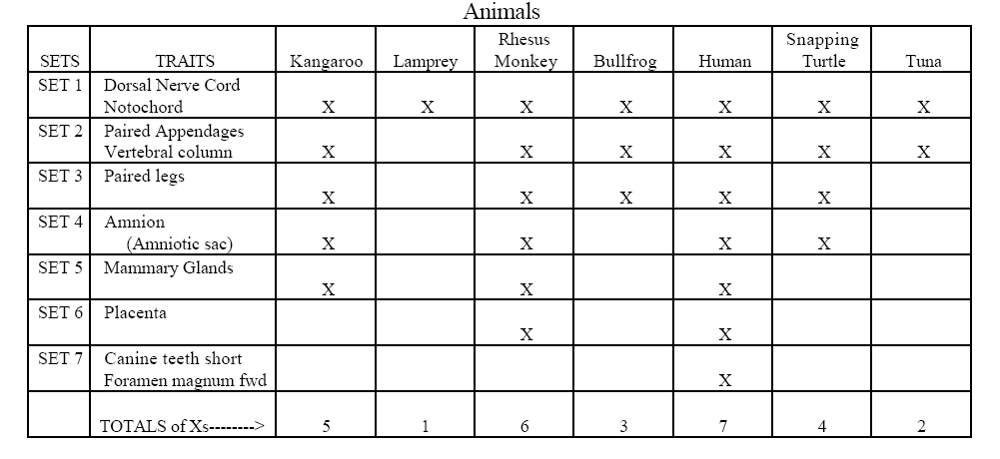 Animals
SETS TRAITS Kangaroo Lamprey Rhesus Monkey Bullfrog Human Snapping Turtle Tuna
SET 1 Dorsal Nerve Cord
Notochord X X X X X X X
SET 2 Paired Appendages
Vertebral column X X X X X X
SET 3 Paired legs
X X X X X
SET 4 Amnion
(Amniotic sac) X X X X
SET 5 Mammary Glands
X X X
SET 6 Placenta
X X
SET 7 Canine teeth short
Foramen magnum fwd X
TOTALS of Xs--------> 5 1 6 3 7 4 2